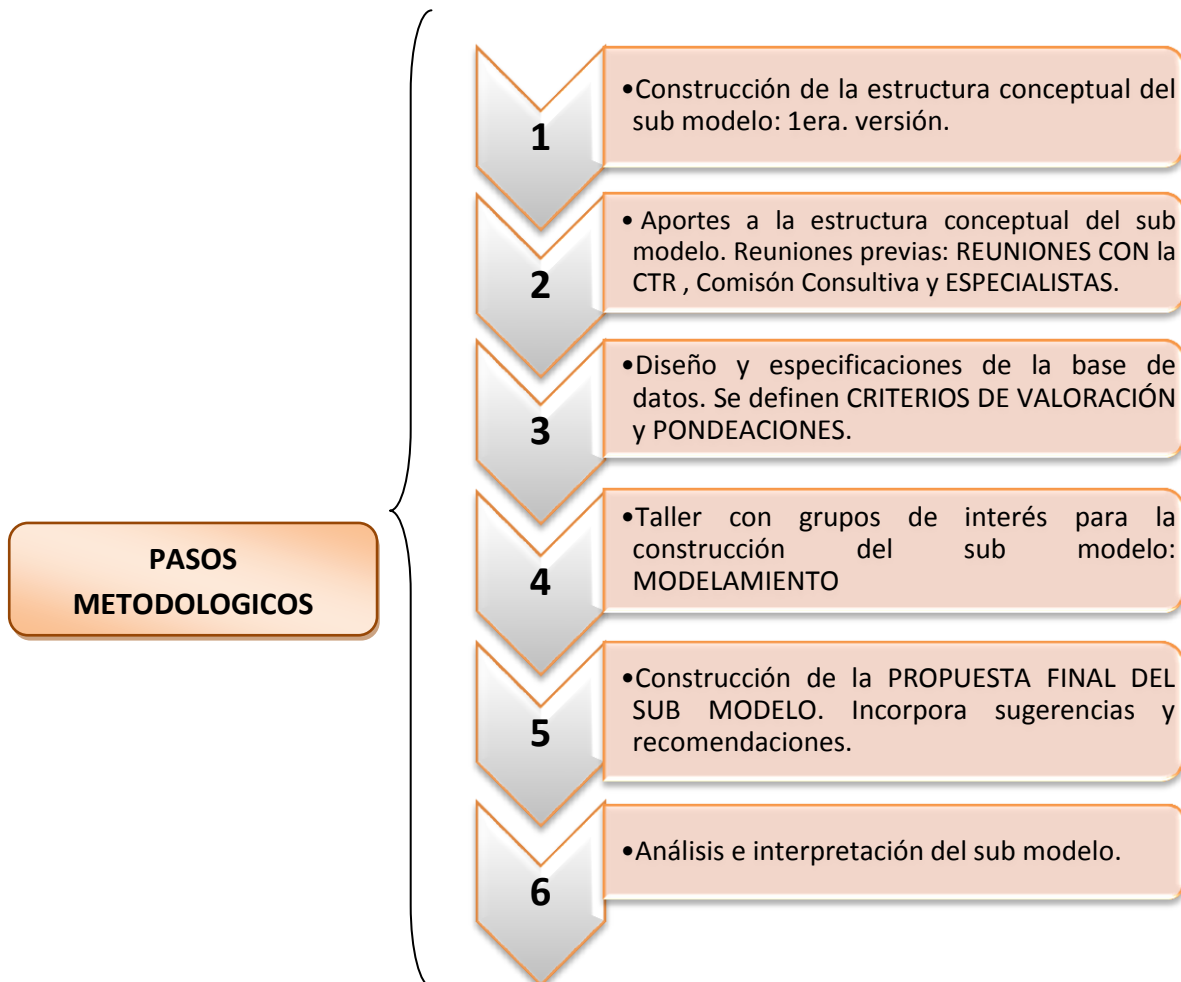 PASOS
METODOLOGICOS
1
•Construcción de la estructura conceptual del
sub modelo: 1era. versión.
2
• Aportes a la estructura conceptual del sub
modelo. Reuniones previas: REUNIONES CON la
CTR , Comisón Consultiva y ESPECIALISTAS.
3
•Diseño y especificaciones de la base de
datos. Se definen CRITERIOS DE VALORACIÓN
y PONDEACIONES.
4
•Taller con grupos de interés para la
construcción del sub modelo:
MODELAMIENTO
5
•Construcción de la PROPUESTA FINAL DEL
SUB MODELO. Incorpora sugerencias y
recomendaciones.
6
•Análisis e interpretación del sub modelo.